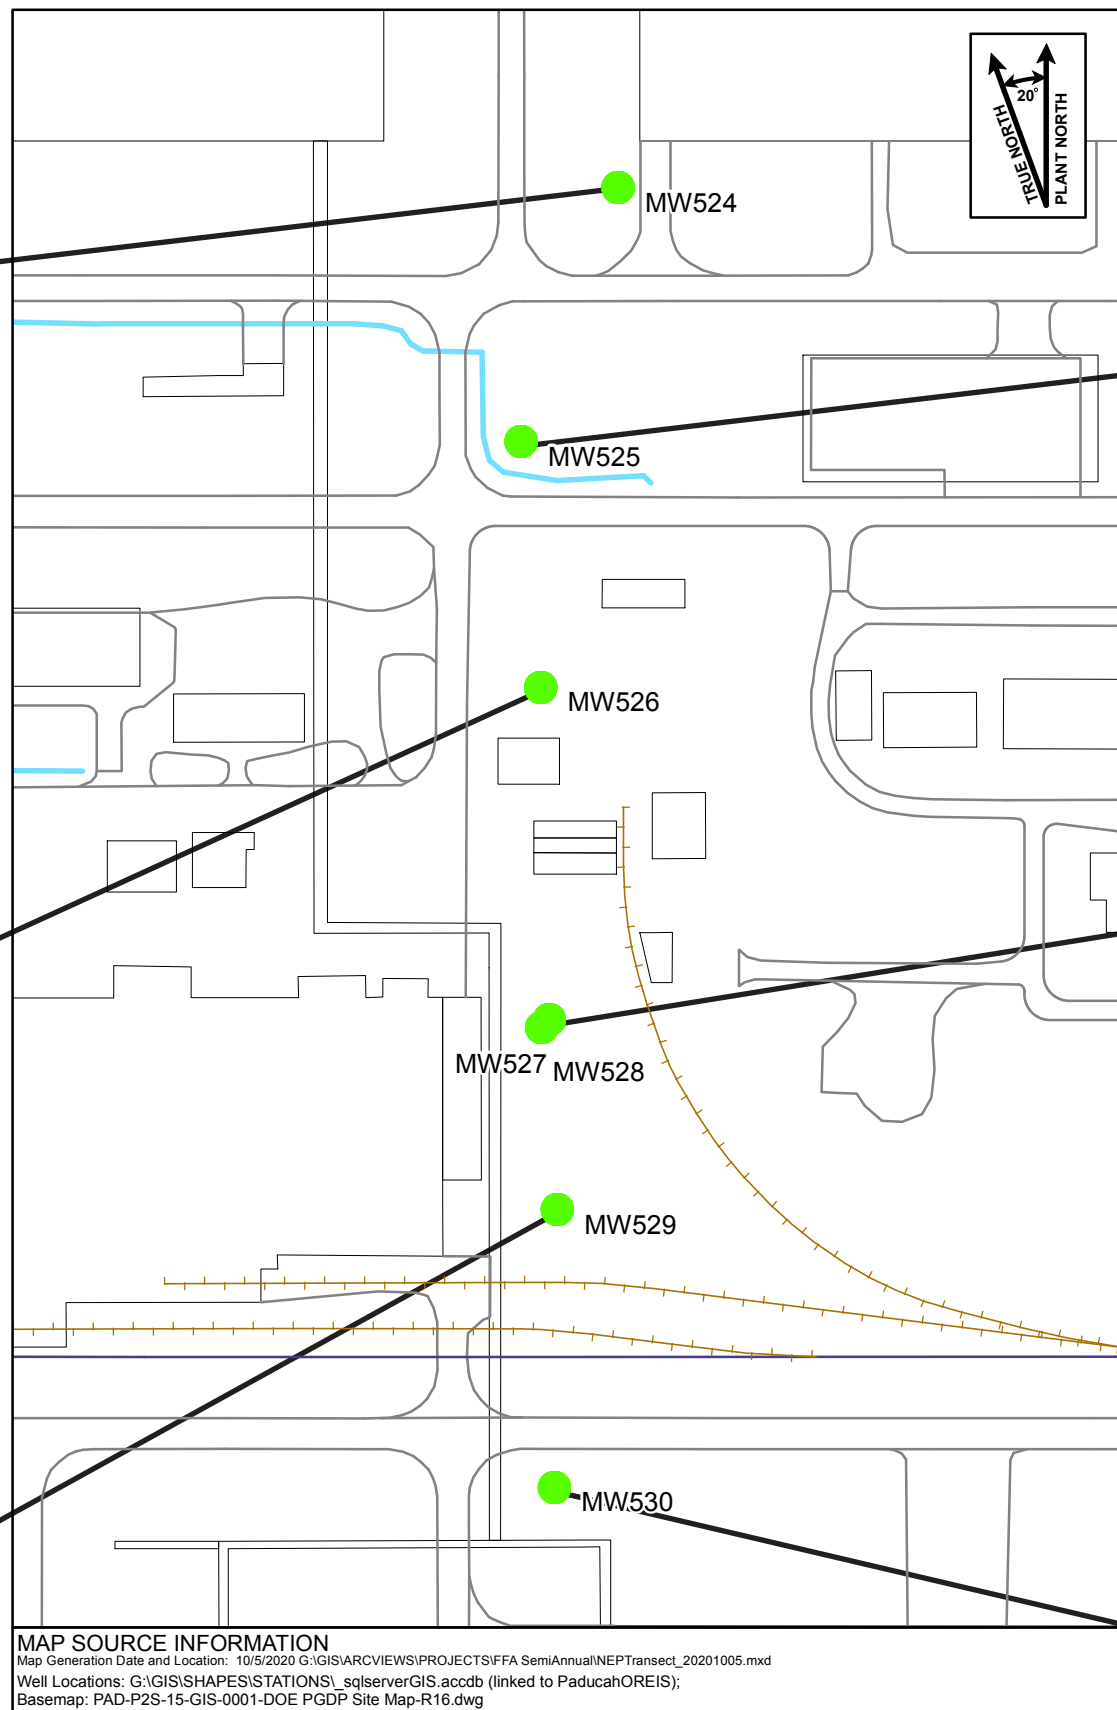 20°
TRUE NORTH
PLANT NORTH
MW524
MW525
MW526
MW527
MW528
MW529
MW530
MAP SOURCE INFORMATION
Map Generation Date and Location: 10/5/2020 G:\GIS\ARCVIEWS\PROJECTS\FFA SemiAnnual\NEPTransect_20201005.mxd
Well Locations: G:\GIS\SHAPES\STATIONS\_sqlserverGIS.accdb (linked to PaducahOREIS);
Basemap: PAD-P2S-15-GIS-0001-DOE PGDP Site Map-R16.dwg